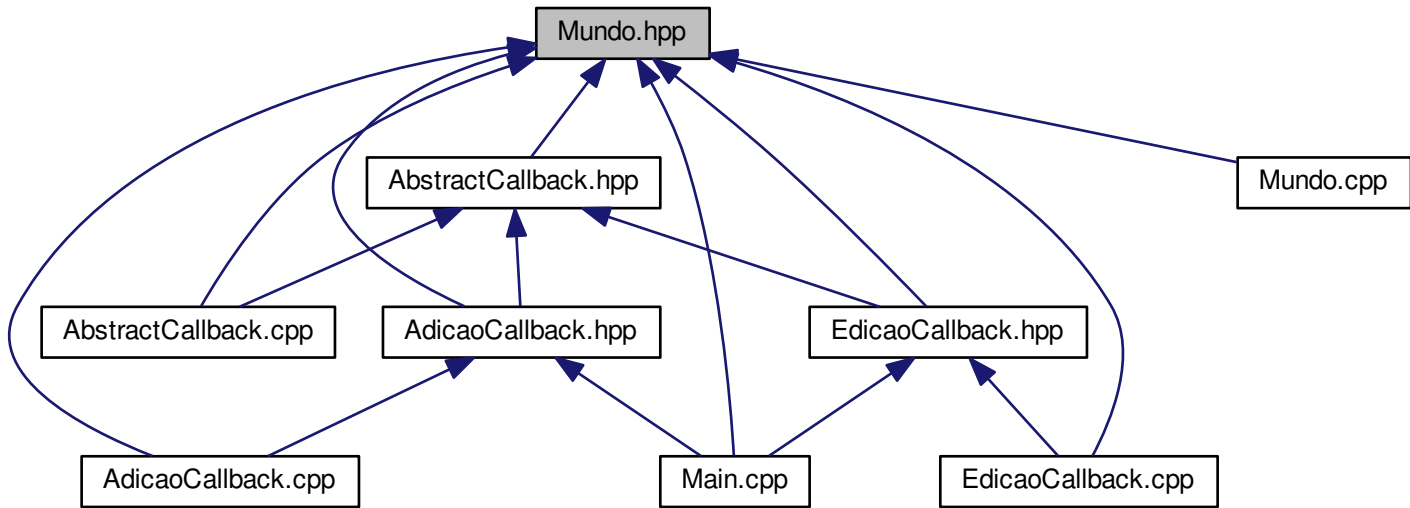 Mundo.hpp
AbstractCallback.hpp
Mundo.cpp
AbstractCallback.cpp
AdicaoCallback.hpp
EdicaoCallback.hpp
AdicaoCallback.cpp
Main.cpp
EdicaoCallback.cpp